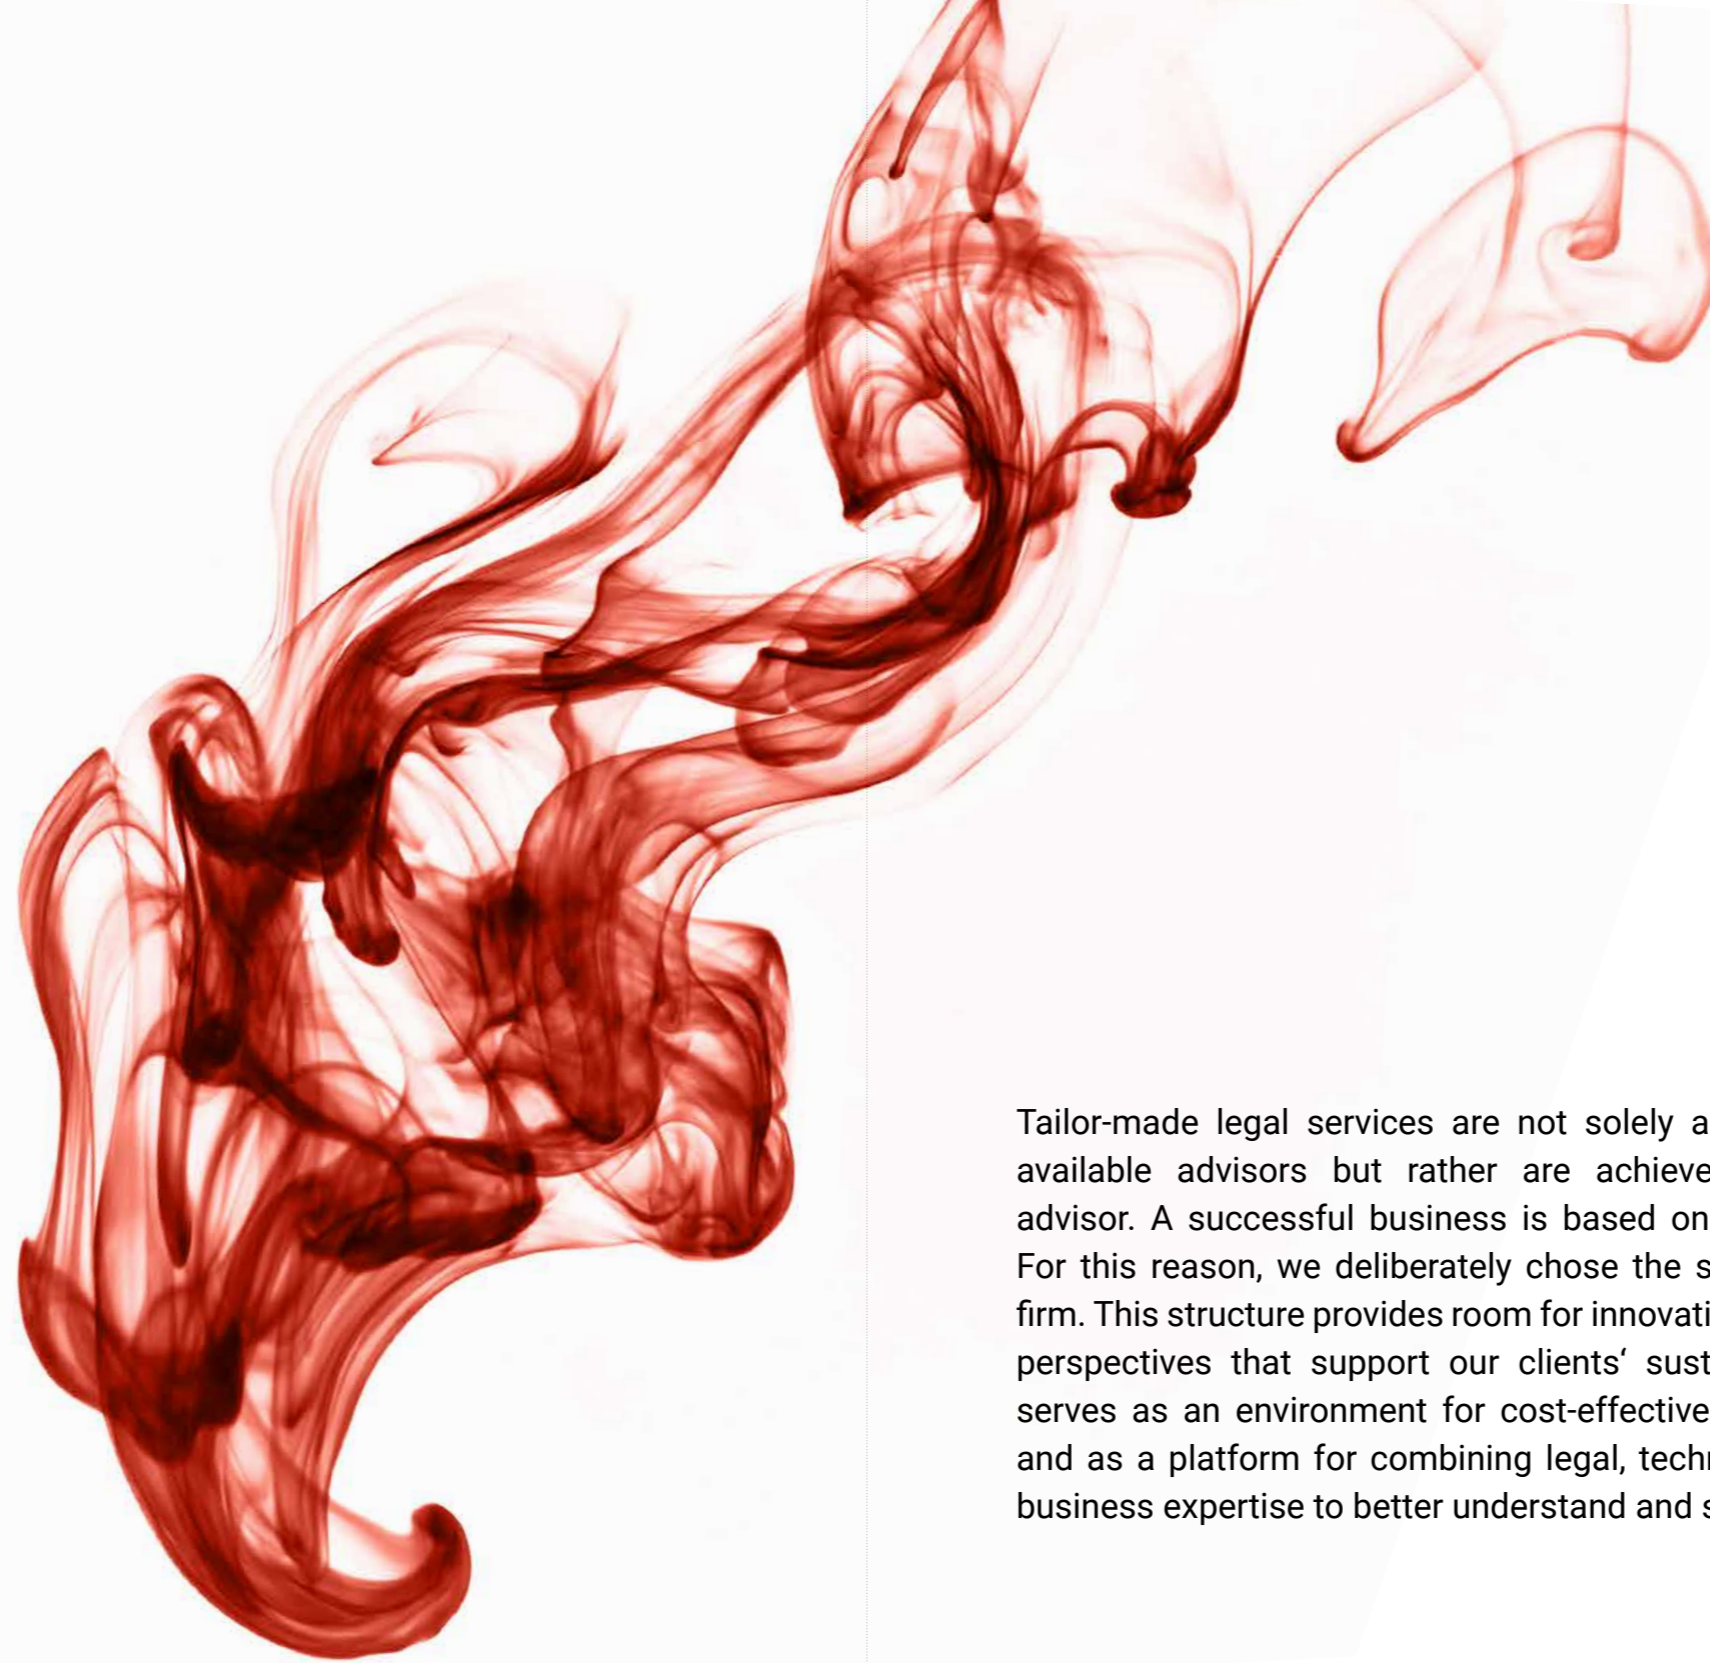 Tailor-made legal services are not solely a
available advisors but rather are achieve
advisor. A successful business is based on
For this reason, we deliberately chose the s
firm. This structure provides room for innovati
perspectives that support our clients‘ sust
serves as an environment for cost-effective
and as a platform for combining legal, techn
business expertise to better understand and s